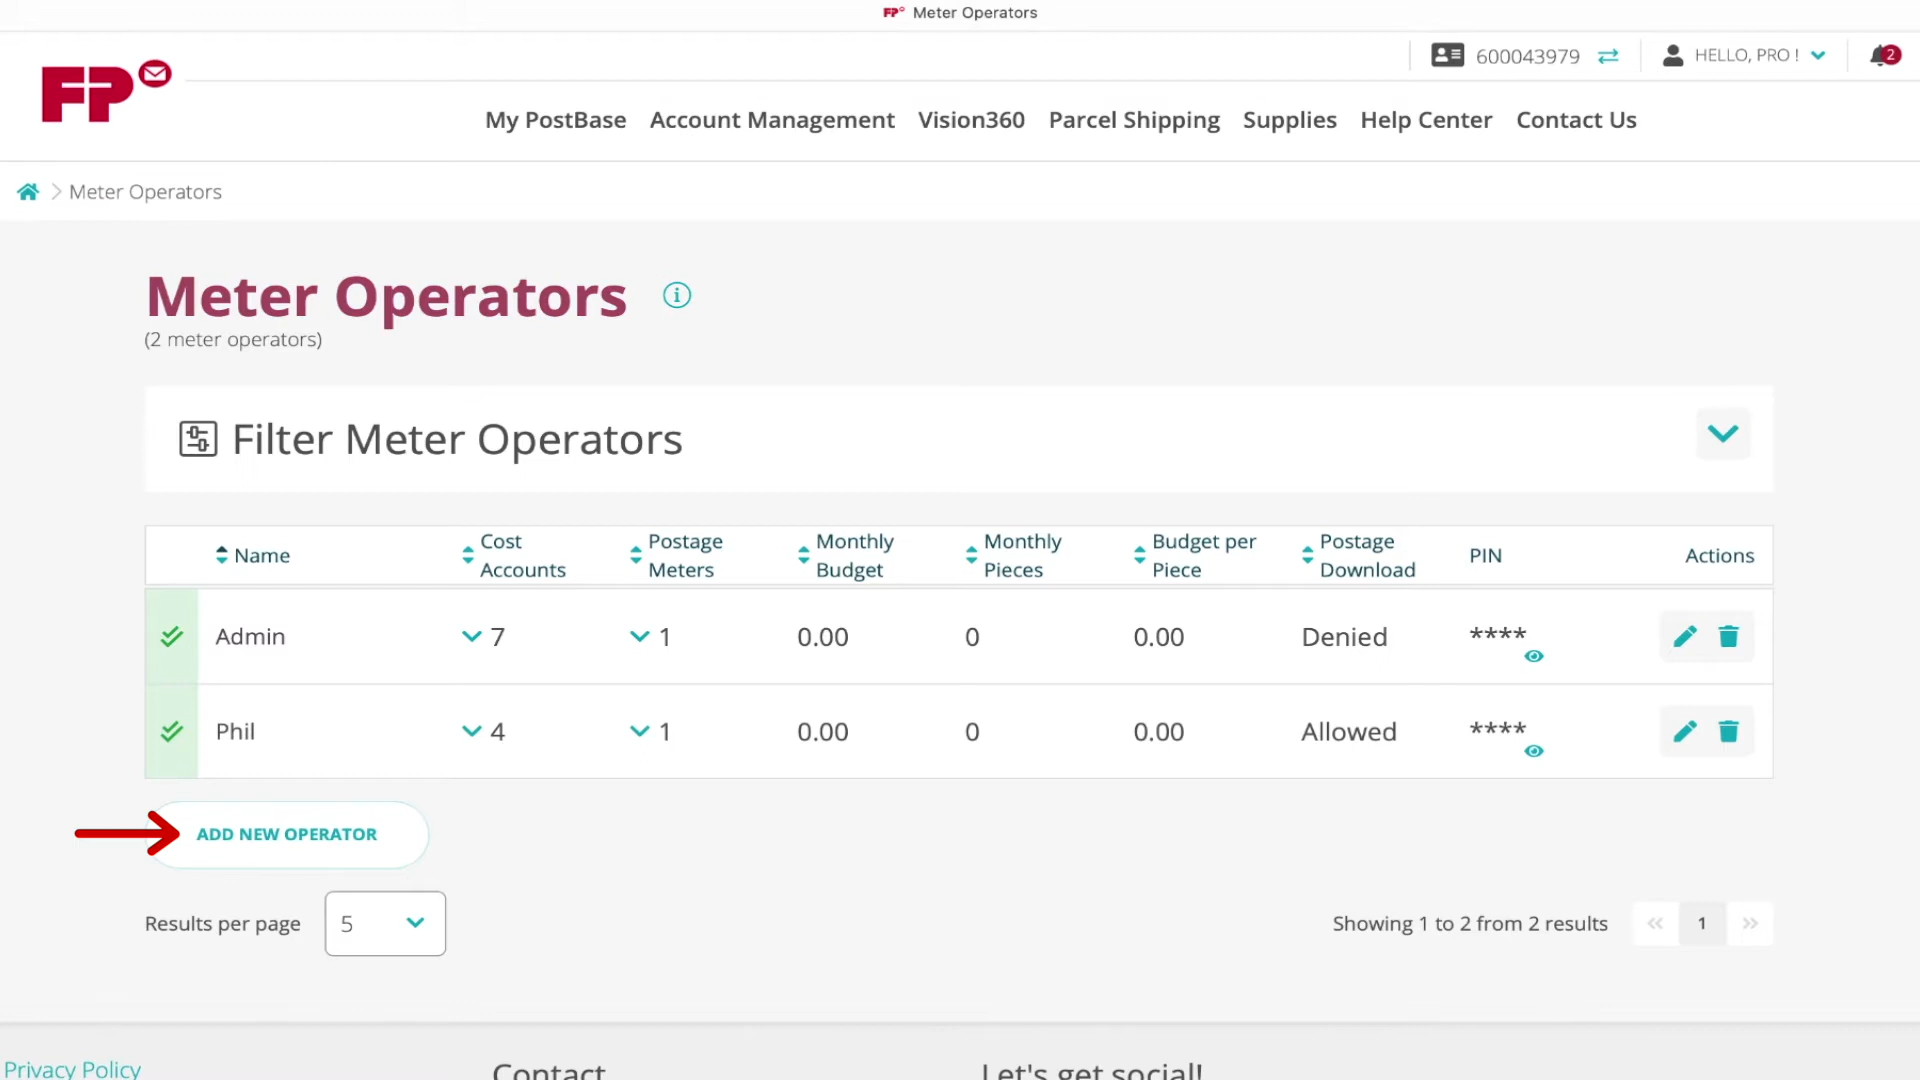 FP Meter Operators
600043979
HELLO, PRO !
2
FP
My PostBase Account Management Vision360 Parcel Shipping Supplies Help Center Contact Us
Meter Operators
Meter Operators
(2 meter operators)
Filter Meter Operators
Name Cost Accounts Postage Meters Monthly Budget Monthly Pieces Budget per Piece Postage Download PIN Actions
Admin 7 1 0.00 0 0.00 Denied ****
Phil 4 1 0.00 0 0.00 Allowed ****
ADD NEW OPERATOR
Results per page 5
Showing 1 to 2 from 2 results « 1 »
Privacy Policy Contact Let's get social!